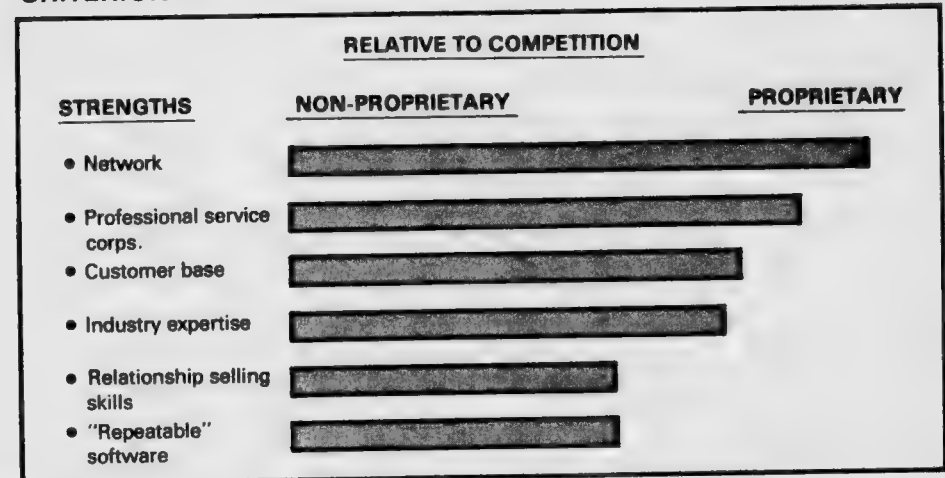 RELATIVE TO COMPETITION
STRENGTHS NON-PROPRIETARY PROPRIETARY
• Network
• Professional service
corps.
• Customer base
• Industry expertise
• Relationship selling
skills
• "Repeatable"
software